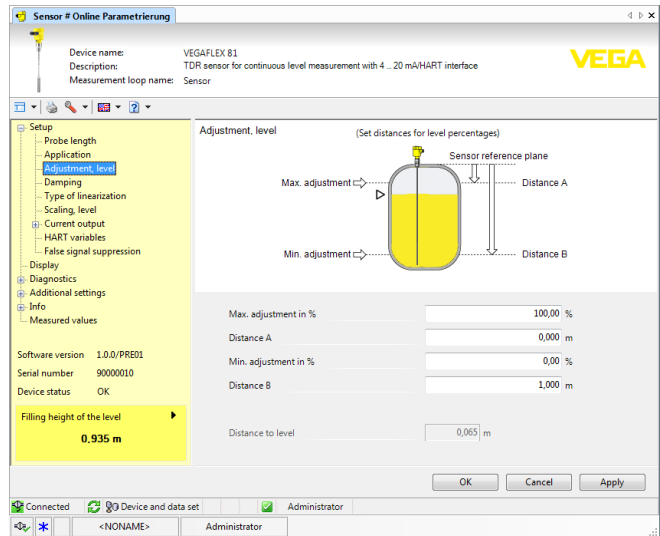 Sensor # Online Parametrierung
Device name: VEGAFLEX 81
Description: TDR sensor for continuous level measurement with 4 .. 20 mA/HART interface
Measurement loop name: Sensor
VEGA
Setup
Probe length
Application
Adjustment, level
Damping
Type of linearization
Scaling, level
Current output
HART variables
False signal suppression
Display
Diagnostics
Additional settings
Info
Measured values
Software version 1.0.0/PRE01
Serial number 90000010
Device status OK
Filling height of the level
0,935 m
Adjustment, level
(Set distances for level percentages)
Sensor reference plane
Max. adjustment
Distance A
Min. adjustment
Distance B
Max. adjustment in % 100,00 %
Distance A 0,000 m
Min. adjustment in % 0,00 %
Distance B 1,000 m
Distance to level 0,065 m
OK Cancel Apply
Connected Device and data set Administrator
<NONAME> Administrator